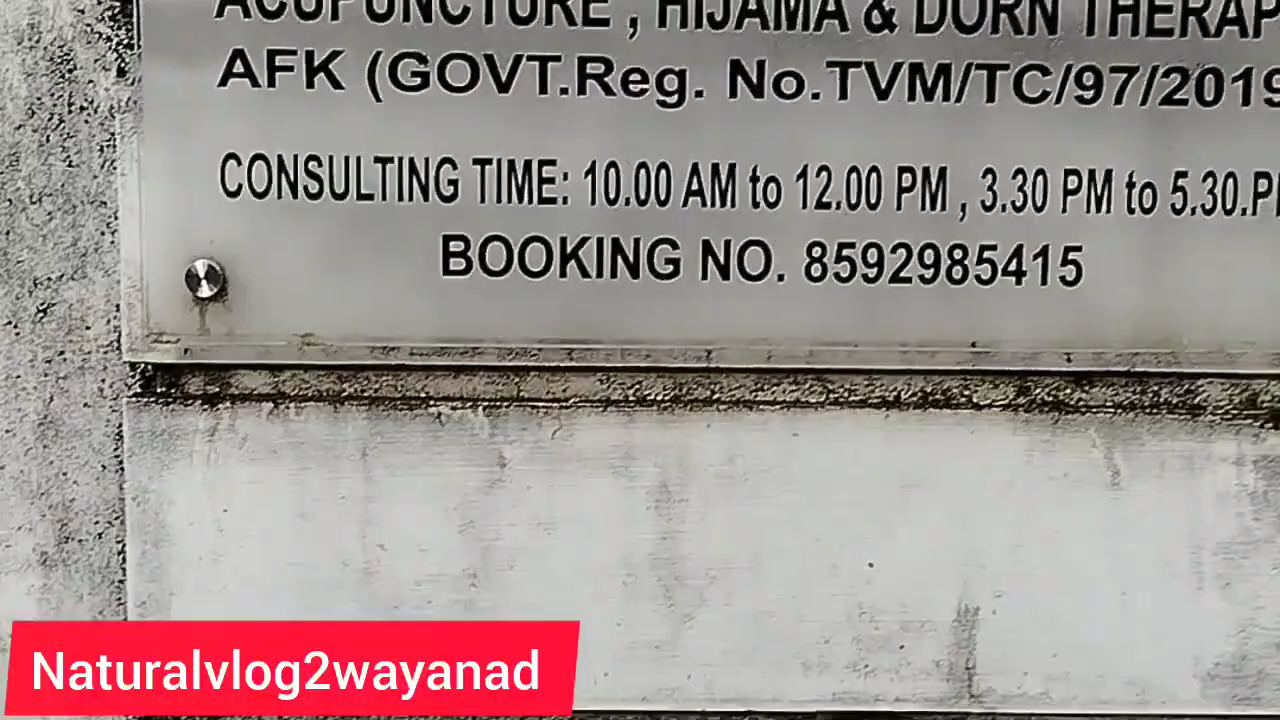 ACUPUNCTURE , HIJAMA & DORN
AFK (GOVT.Reg. No.TVM/TC/97/2019
CONSULTING TIME: 10.00 AM to 12.00 PM , 3.30 PM to 5.30.
BOOKING NO. 8592985415
Naturalvlog2wayanad